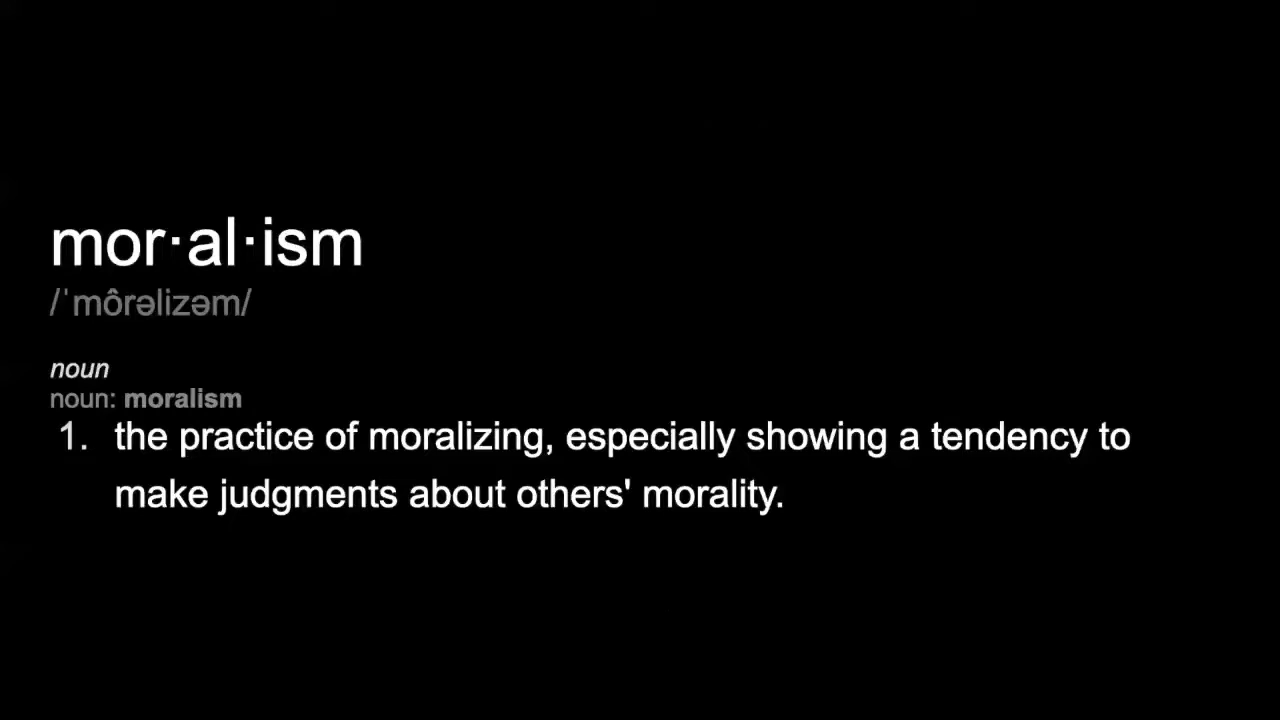 mor·al·ism
/ˈmôrəlizəm/
noun
noun: moralism
1. the practice of moralizing, especially showing a tendency to
make judgments about others' morality.